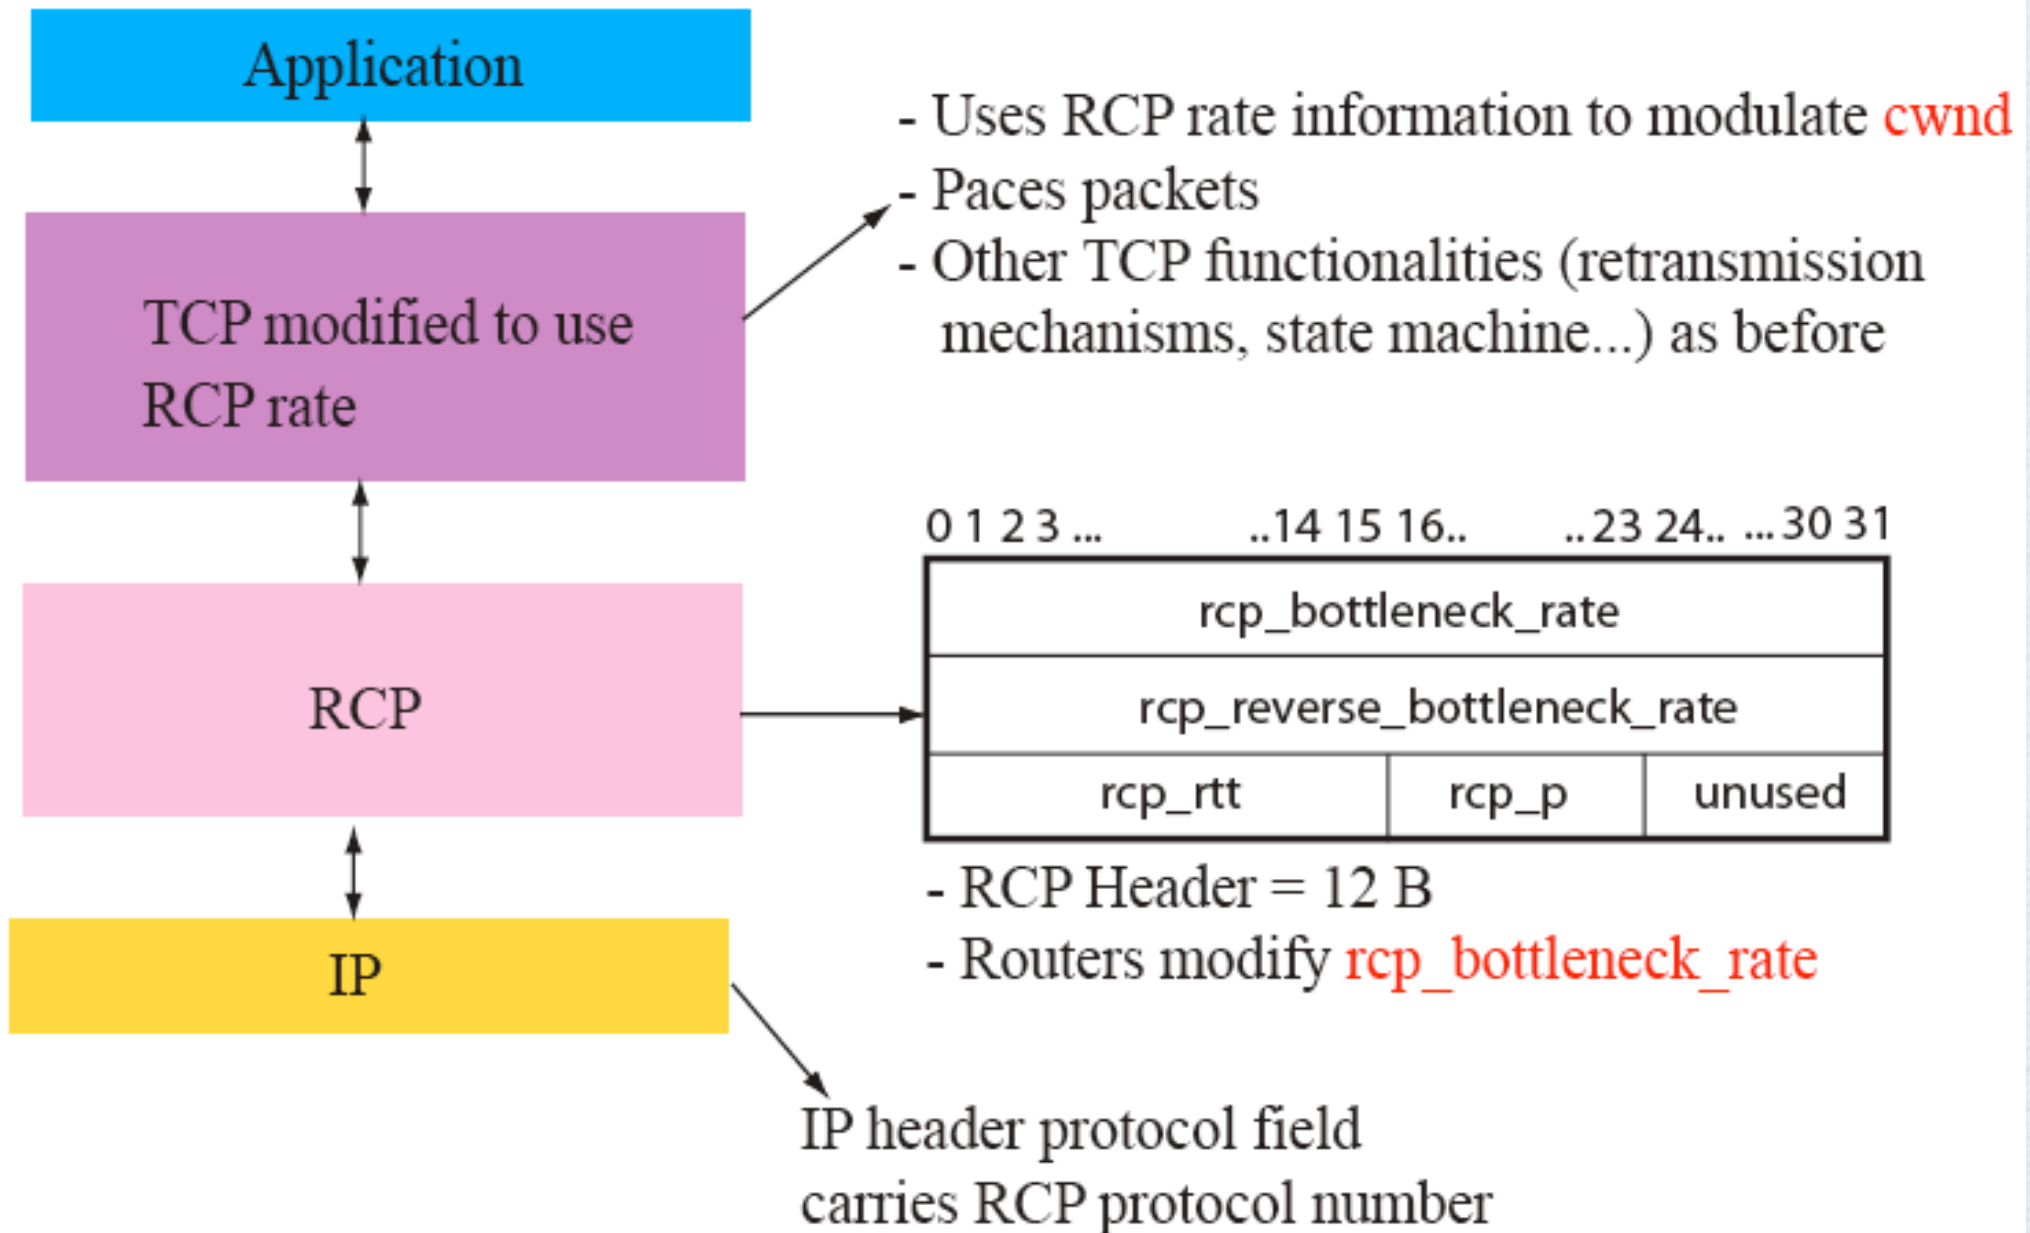 Application
- Uses RCP rate information to modulate cwnd
- Paces packets
- Other TCP functionalities (retransmission
mechanisms, state machine...) as before
TCP modified to use
RCP rate
0 1 2 3 ... ..14 15 16.. ..23 24.. ...30 31
rcp_bottleneck_rate
rcp_reverse_bottleneck_rate
rcp_rtt rcp_p unused
RCP
- RCP Header = 12 B
- Routers modify rcp_bottleneck_rate
IP
IP header protocol field
carries RCP protocol number